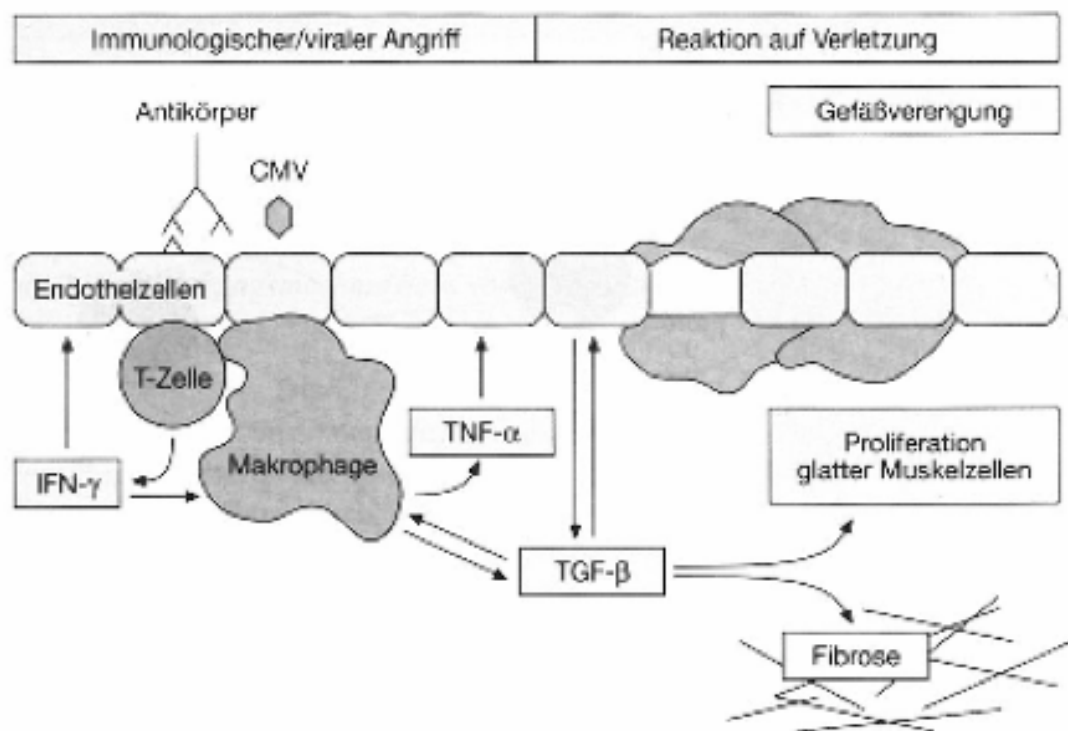 Immunologischer/viraler Angriff
Reaktion auf Verletzung
Antikörper
Gefäßverengung
CMV
Endothelzellen
T-Zelle
TNF-α
Makrophage
IFN-γ
Proliferation
glatter Muskelzellen
TGF-β
Fibrose